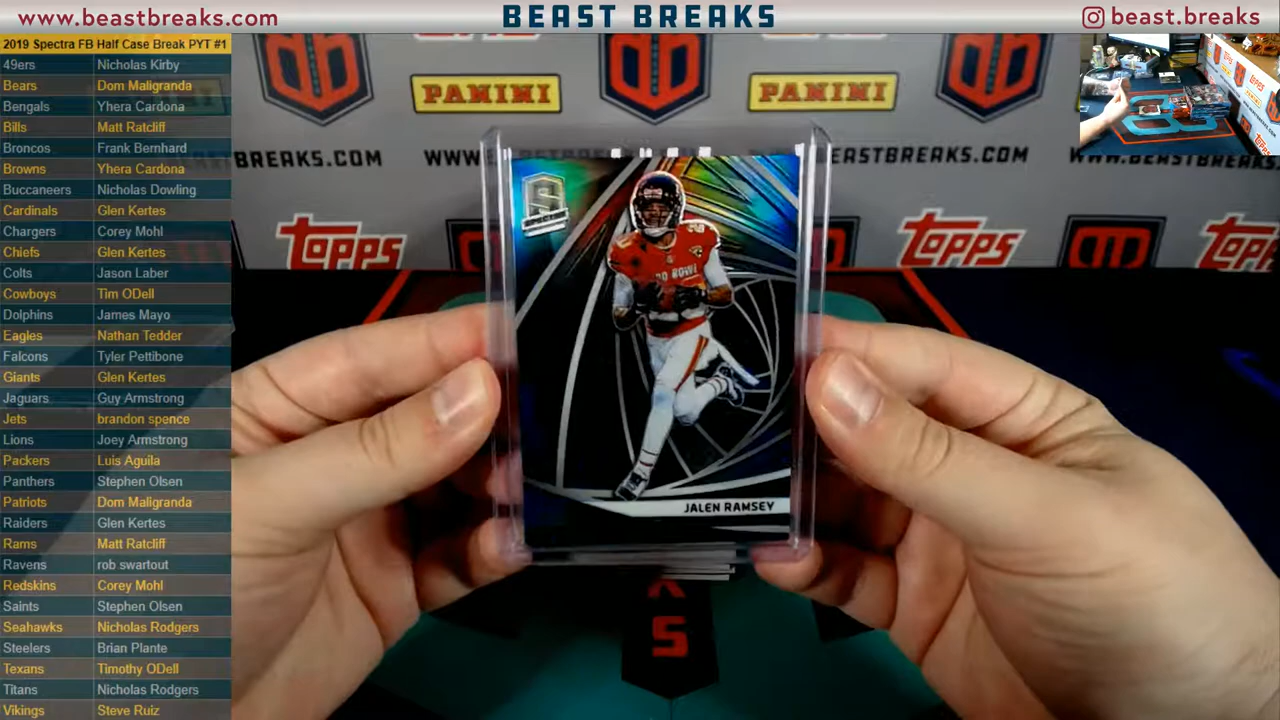 www.beastbreaks.com
BEAST BREAKS
beast.breaks
2019 Spectra FB Half Case Break PYT #1
49ers Nicholas Kirby
Bears Dom Maligranda
Bengals Yhera Cardona
Bills Matt Ratcliff
Broncos Frank Bernhard
Browns Yhera Cardona
Buccaneers Nicholas Dowling
Cardinals Glen Kertes
Chargers Corey Mohl
Chiefs Glen Kertes
Colts Jason Laber
Cowboys Tim ODell
Dolphins James Mayo
Eagles Nathan Tedder
Falcons Tyler Pettibone
Giants Glen Kertes
Jaguars Guy Armstrong
Jets brandon spence
Lions Joey Armstrong
Packers Luis Aguila
Panthers Stephen Olsen
Patriots Dom Maligranda
Raiders Glen Kertes
Rams Matt Ratcliff
Ravens rob swartout
Redskins Corey Mohl
Saints Stephen Olsen
Seahawks Nicholas Rodgers
Steelers Brian Plante
Texans Timothy ODell
Titans Nicholas Rodgers
Vikings Steve Ruiz
PANINI
PANINI
BREAKS.COM
WWW.
BEASTBREAKS.COM
WWW
topps
topps
S
SPECTRA
BOWL
JALEN RAMSEY
5